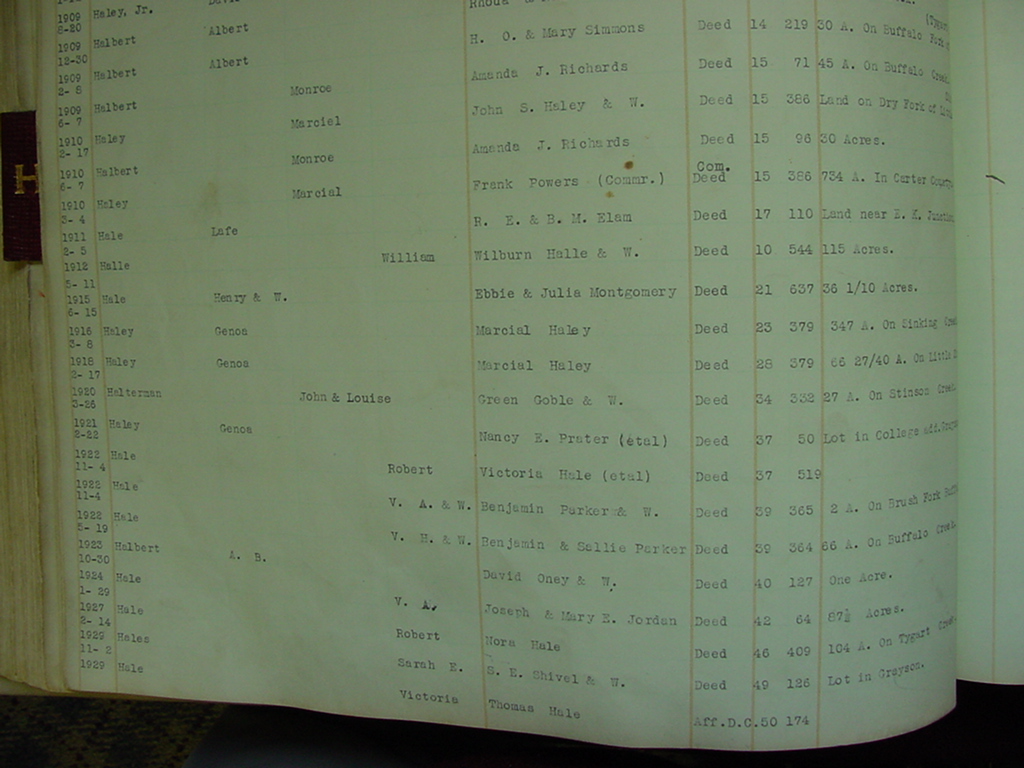 1909 Haley, Jr.
8-20
1909 Halbert Albert H. O. & Mary Simmons Deed 14 219 30 A. On Buffalo
12-30
1909 Halbert Albert Amanda J. Richards Deed 15 71 45 A. On Buffalo Creek.
2- 8
1909 Halbert Monroe John S. Haley & W. Deed 15 386 Land on Dry Fork of
6- 7
1910 Haley Marciel Amanda J. Richards Deed 15 96 30 Acres.
2- 17
1910 Halbert Monroe Frank Powers (Commr.) Com. Deed 15 386 734 A. In Carter County.
6- 7
1910 Haley Marcial R. E. & B. M. Elam Deed 17 110 Land near E. K. Junction
3- 4
1911 Hale Lafe Wilburn Halle & W. Deed 10 544 115 Acres.
2- 5
1912 Halle William Ebbie & Julia Montgomery Deed 21 637 36 1/10 Acres.
5- 11
1915 Hale Henry & W. Marcial Haley Deed 23 379 347 A. On Sinking Creek
6- 15
1916 Haley Genoa Marcial Haley Deed 28 379 66 27/40 A. On Little
3- 8
1918 Haley Genoa Green Goble & W. Deed 34 332 27 A. On Stinson Creek.
2- 17
1920 Halterman John & Louise Nancy E. Prater (etal) Deed 37 50 Lot in College add.Grayson
3-26
1921 Haley Genoa Victoria Hale (etal) Deed 37 519
2-22
1922 Hale Robert Benjamin Parker & W. Deed 39 365 2 A. On Brush Fork
11- 4
1922 Hale V. A. & W. Benjamin & Sallie Parker Deed 39 364 66 A. On Buffalo Creek.
11-4
1922 Hale V. H. & W. David Oney & W. Deed 40 127 One Acre.
5- 19
1923 Halbert A. B. Joseph & Mary E. Jordan Deed 42 64 87½ Acres.
10-30
1924 Hale V. A. Nora Hale Deed 46 409 104 A. On Tygart Creek.
1- 29
1927 Hale Robert S. E. Shivel & W. Deed 49 126 Lot in Grayson.
2- 14
1929 Hales Sarah E. Thomas Hale Aff.D.C.50 174
11- 2
1929 Hale Victoria
H